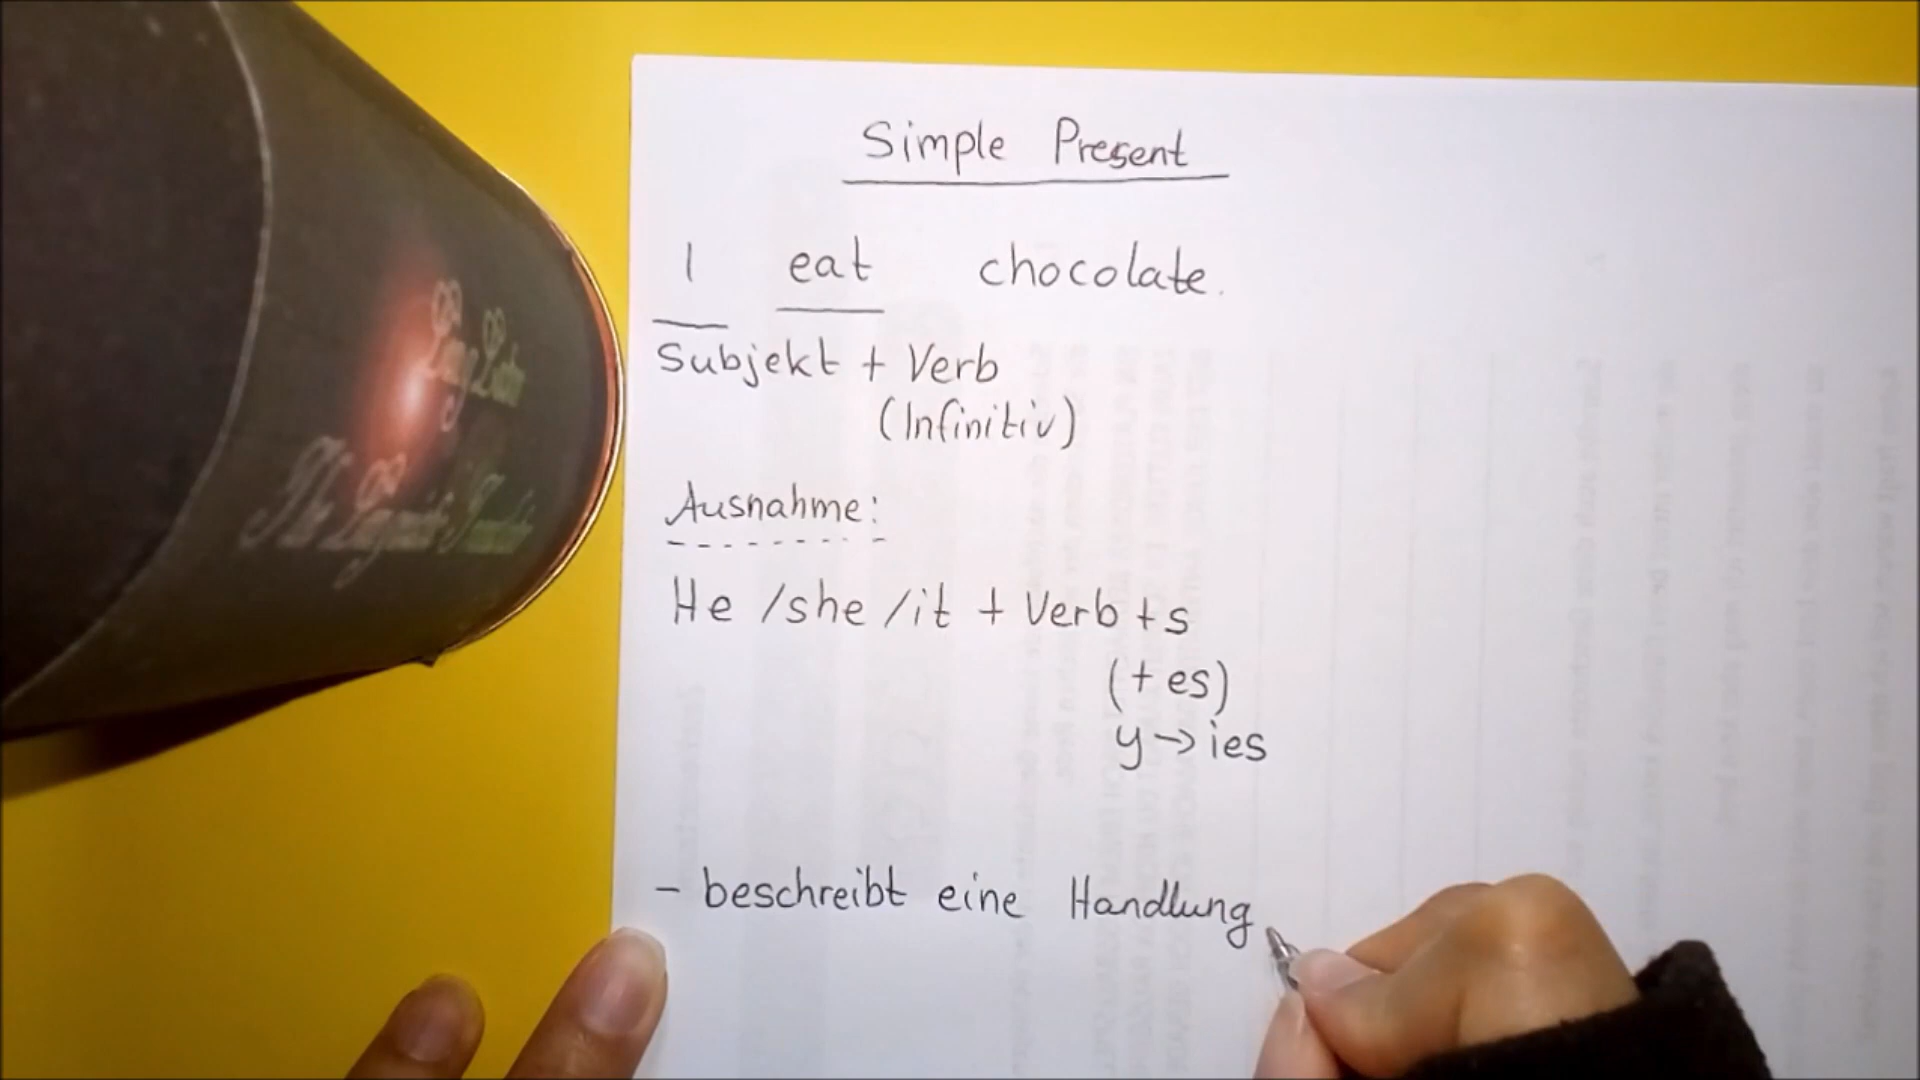 Simple Present
I eat chocolate.
Subjekt + Verb
(Infinitiv)
Ausnahme:
He /she /it + Verb + s
(+ es)
y → ies
- beschreibt eine Handlung